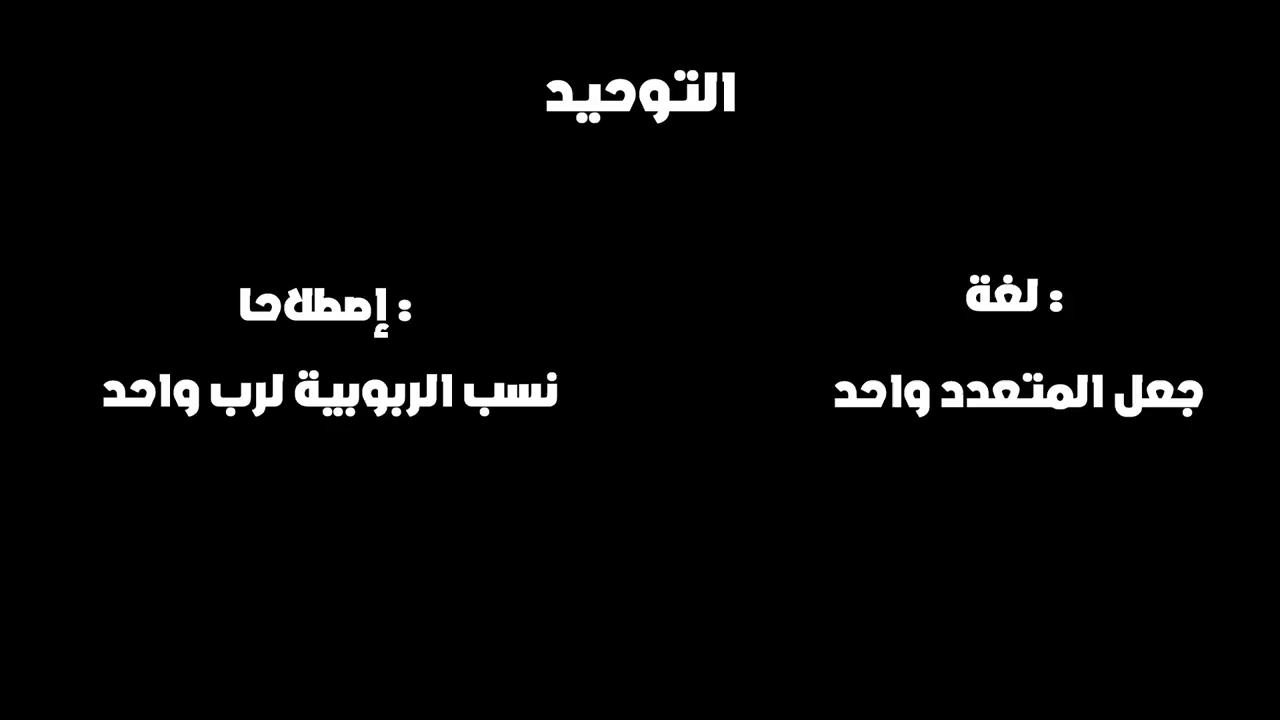 التوحيد
لغة :
جعل المتعدد واحد
إصطلاحا :
نسب الربوبية لرب واحد